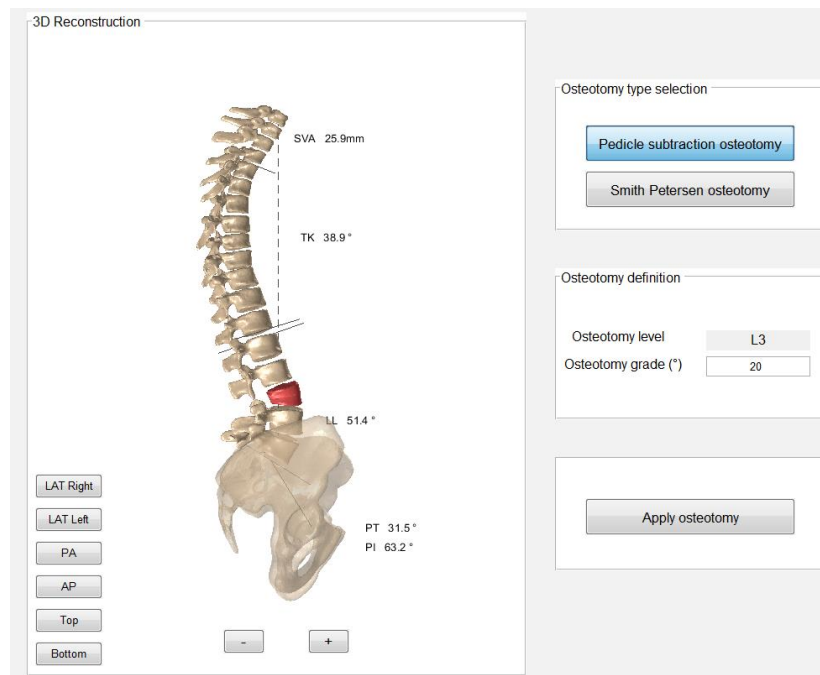 3D Reconstruction
SVA 25.9mm
TK 38.9 °
LL 51.4 °
PT 31.5 °
PI 63.2 °
LAT Right
LAT Left
PA
AP
Top
Bottom
- +
Osteotomy type selection
Pedicle subtraction osteotomy
Smith Petersen osteotomy
Osteotomy definition
Osteotomy level L3
Osteotomy grade (°) 20
Apply osteotomy